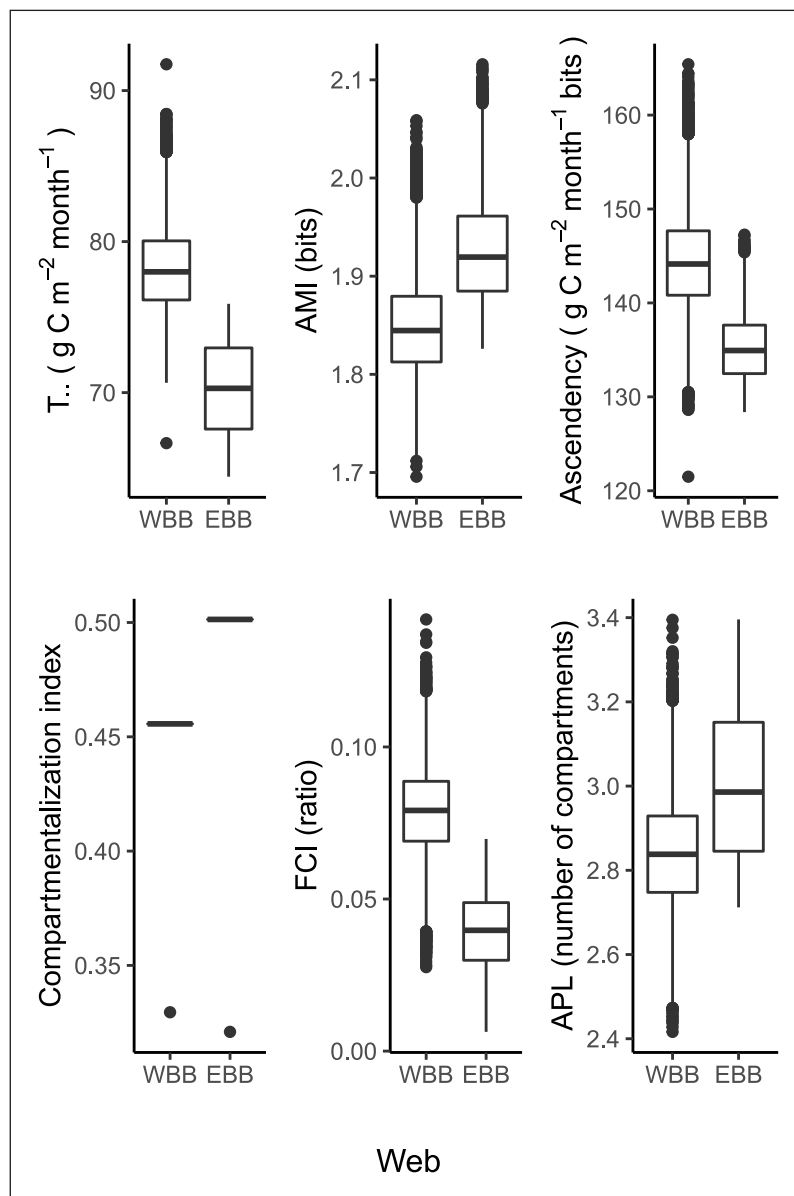 T.. ( g C m⁻² month⁻¹ )
90
80
70
WBB EBB
AMI (bits)
2.1
2.0
1.9
1.8
1.7
WBB EBB
Ascendency ( g C m⁻² month⁻¹ bits)
160
150
140
130
120
WBB EBB
Compartmentalization index
0.50
0.45
0.40
0.35
WBB EBB
FCI (ratio)
0.10
0.05
0.00
WBB EBB
APL (number of compartments)
3.4
3.2
3.0
2.8
2.6
2.4
WBB EBB
Web